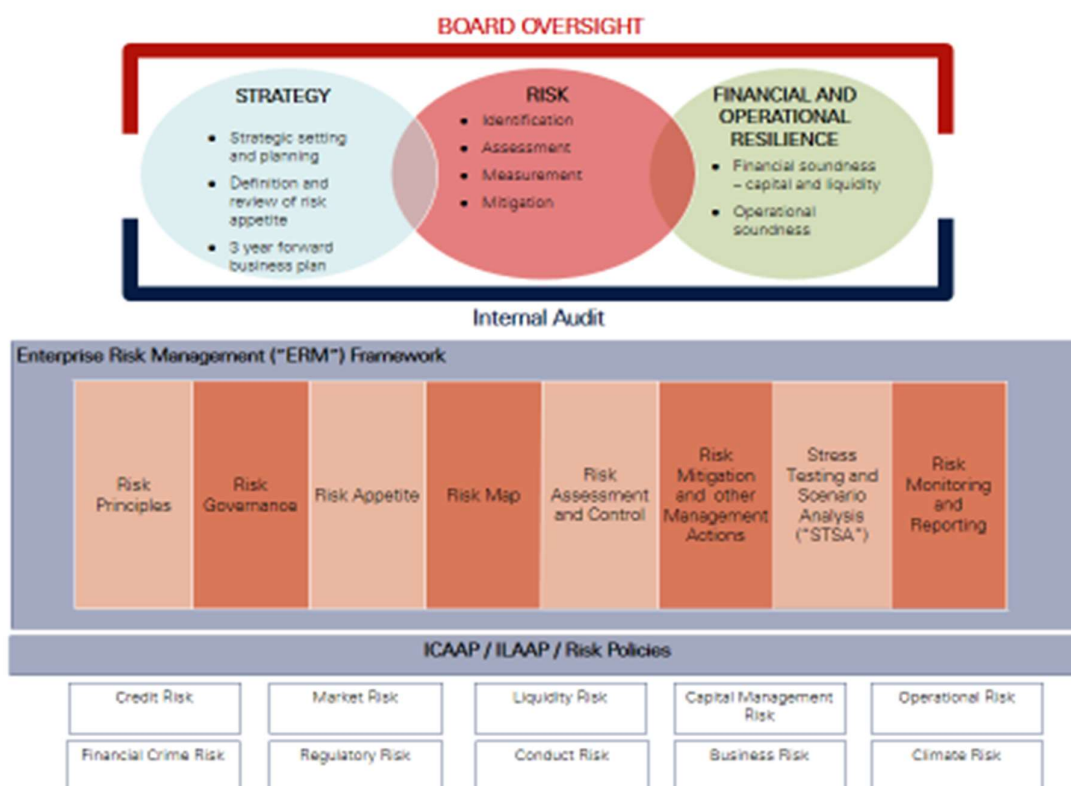 BOARD OVERSIGHT
STRATEGY
• Strategic setting
and planning
• Definition and
review of risk
appetite
• 3 year forward
business plan
RISK
• Identification
• Assessment
• Measurement
• Mitigation
FINANCIAL AND
OPERATIONAL
RESILIENCE
• Financial soundness
– capital and liquidity
• Operational
soundness
Internal Audit
Enterprise Risk Management ("ERM") Framework
Risk
Principles
Risk
Governance
Risk Appetite
Risk Map
Risk
Assessment
and Control
Risk
Mitigation
and other
Management
Actions
Stress
Testing and
Scenario
Analysis
("STSA")
Risk
Monitoring
and
Reporting
ICAAP / ILAAP / Risk Policies
Credit Risk
Market Risk
Liquidity Risk
Capital Management
Risk
Operational Risk
Financial Crime Risk
Regulatory Risk
Conduct Risk
Business Risk
Climate Risk